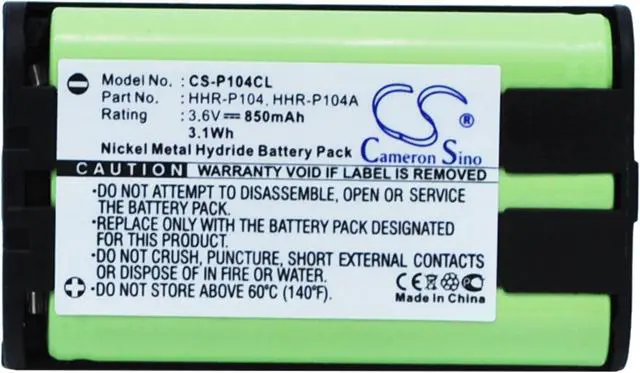 Model No. : CS-P104CL
Part No. : HHR-P104, HHR-P104A
Rating : 3.6V⎓850mAh
3.1Wh
Nickel Metal Hydride Battery Pack
CS®
Cameron Sino
CAUTION WARRANTY VOID IF LABEL IS REMOVED
•DO NOT ATTEMPT TO DISASSEMBLE, OPEN OR SERVICE
THE BATTERY PACK.
•REPLACE ONLY WITH THE BATTERY PACK DESIGNATED
FOR YOUR PRODUCT.
•DO NOT CRUSH, PUNCTURE, SHORT EXTERNAL CONTACTS
OR DISPOSE OF IN FIRE OR WATER.
•DO NOT STORE ABOVE 60℃ (140℉).
CE
Made In China